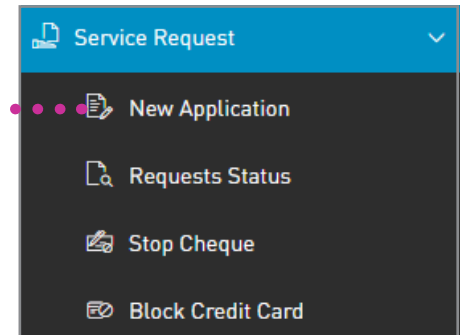 Service Request
New Application
Requests Status
Stop Cheque
Block Credit Card